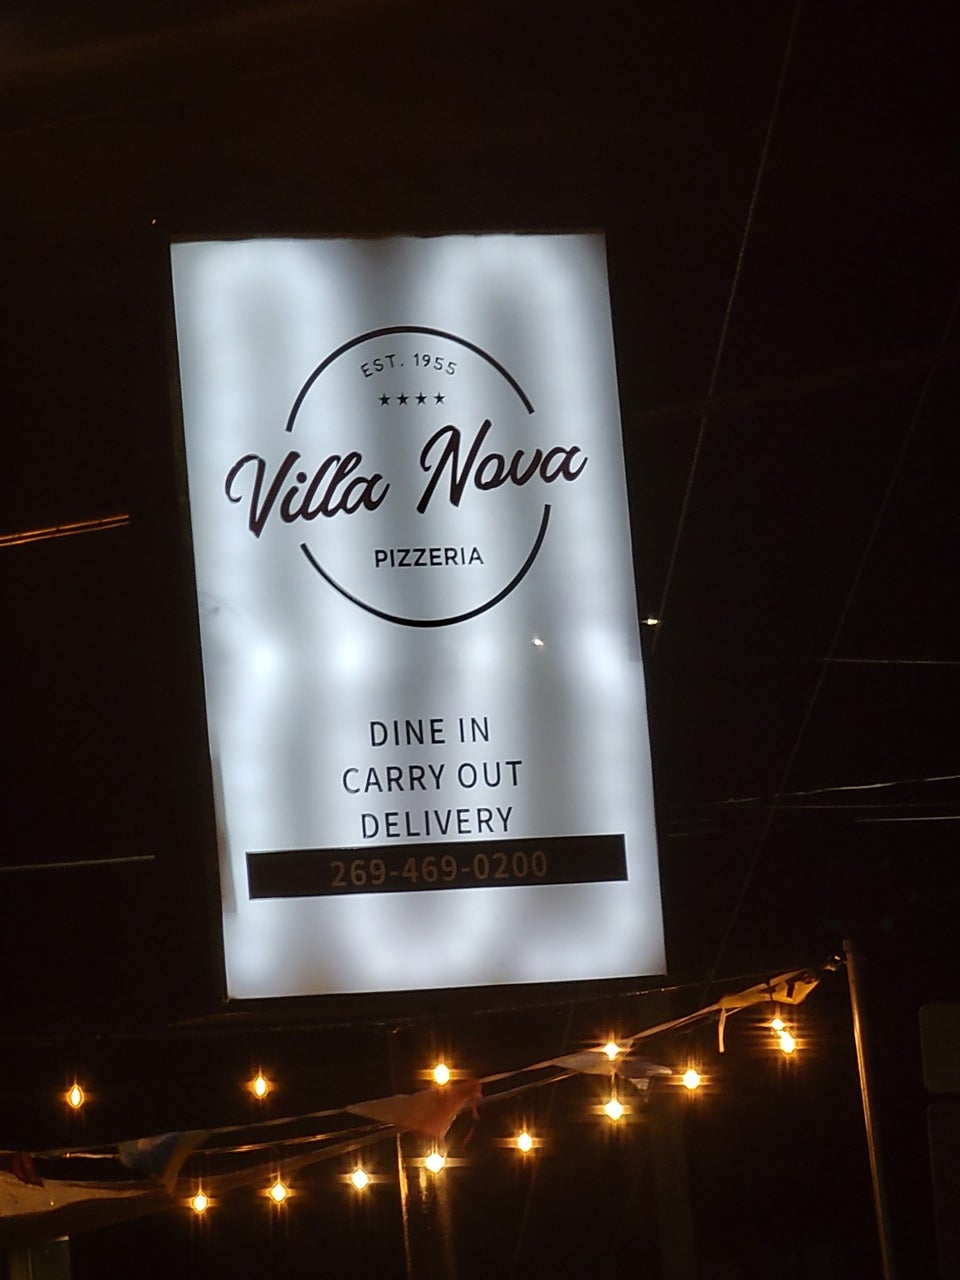 EST. 1955
Villa Nova
PIZZERIA
DINE IN
CARRY OUT
DELIVERY
269-469-0200